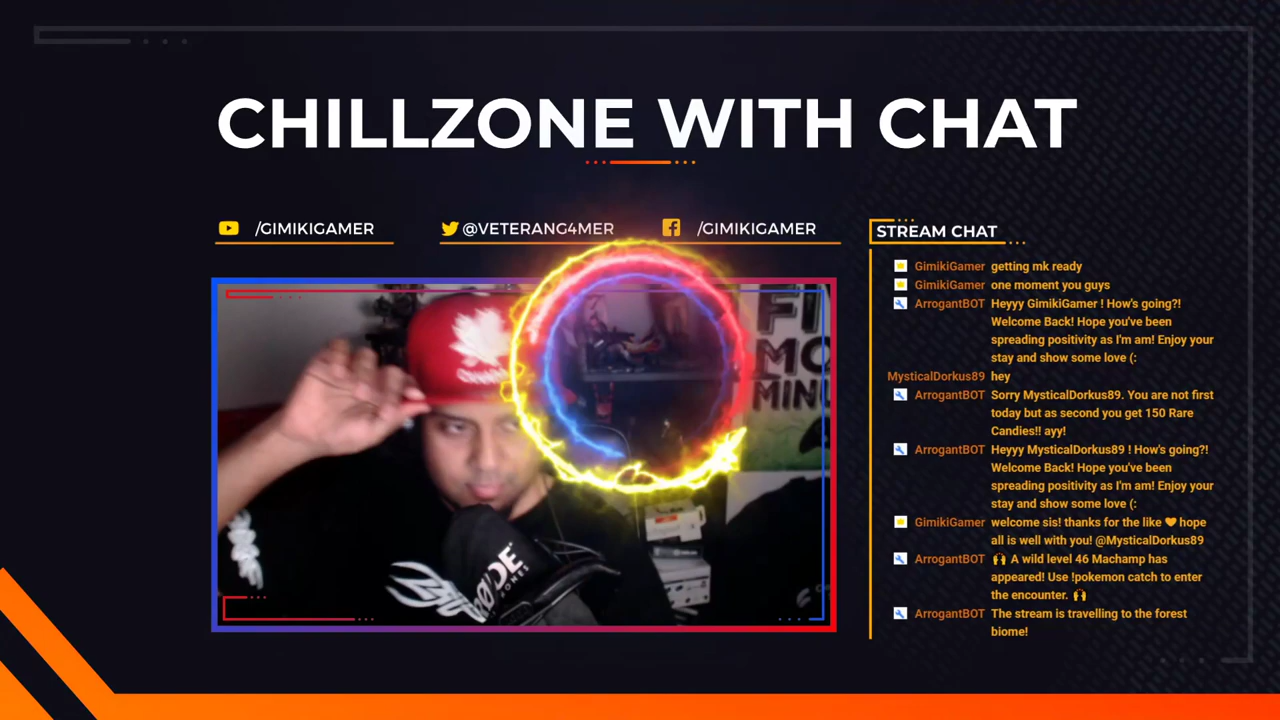 CHILLZONE WITH CHAT
/GIMIKIGAMER
@VETERANG4MER
/GIMIKIGAMER
STREAM CHAT
GimikiGamer getting mk ready
GimikiGamer one moment you guys
ArrogantBOT Heyyy GimikiGamer ! How's going?!
Welcome Back! Hope you've been
spreading positivity as I'm am! Enjoy your
stay and show some love (:
MysticalDorkus89 hey
ArrogantBOT Sorry MysticalDorkus89. You are not first
today but as second you get 150 Rare
Candies!! ayy!
ArrogantBOT Heyyy MysticalDorkus89 ! How's going?!
Welcome Back! Hope you've been
spreading positivity as I'm am! Enjoy your
stay and show some love (:
GimikiGamer welcome sis! thanks for the like 🧡 hope
all is well with you! @MysticalDorkus89
ArrogantBOT 🙌 A wild level 46 Machamp has
appeared! Use !pokemon catch to enter
the encounter. 🙌
ArrogantBOT The stream is travelling to the forest
biome!
RØDE